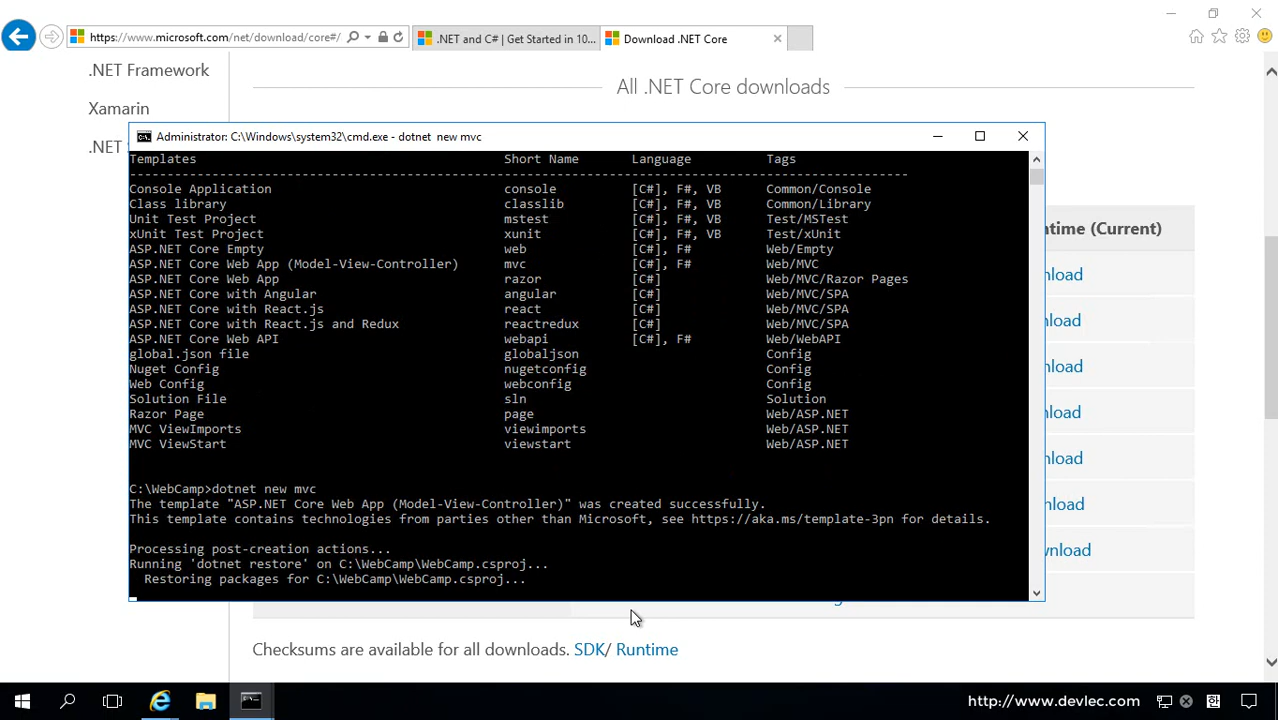 https://www.microsoft.com/net/download/core#/
.NET and C# | Get Started in 10...
Download .NET Core
.NET Framework
Xamarin
.NET
All .NET Core downloads
Administrator: C:\Windows\system32\cmd.exe - dotnet  new mvc
Templates Short Name Language Tags
--------------------------------------------------------------------------------------------------------
Console Application console [C#], F#, VB Common/Console
Class library classlib [C#], F#, VB Common/Library
Unit Test Project mstest [C#], F#, VB Test/MSTest
xUnit Test Project xunit [C#], F#, VB Test/xUnit
ASP.NET Core Empty web [C#], F# Web/Empty
ASP.NET Core Web App (Model-View-Controller) mvc [C#], F# Web/MVC
ASP.NET Core Web App razor [C#] Web/MVC/Razor Pages
ASP.NET Core with Angular angular [C#] Web/MVC/SPA
ASP.NET Core with React.js react [C#] Web/MVC/SPA
ASP.NET Core with React.js and Redux reactredux [C#] Web/MVC/SPA
ASP.NET Core Web API webapi [C#], F# Web/WebAPI
global.json file globaljson Config
Nuget Config nugetconfig Config
Web Config webconfig Config
Solution File sln Solution
Razor Page page Web/ASP.NET
MVC ViewImports viewimports Web/ASP.NET
MVC ViewStart viewstart Web/ASP.NET
C:\WebCamp>dotnet new mvc
The template "ASP.NET Core Web App (Model-View-Controller)" was created successfully.
This template contains technologies from parties other than Microsoft, see https://aka.ms/template-3pn for details.
Processing post-creation actions...
Running 'dotnet restore' on C:\WebCamp\WebCamp.csproj...
Restoring packages for C:\WebCamp\WebCamp.csproj...
ntime (Current)
nload
nload
nload
nload
nload
wnload
Checksums are available for all downloads. SDK/ Runtime
http://www.devlec.com